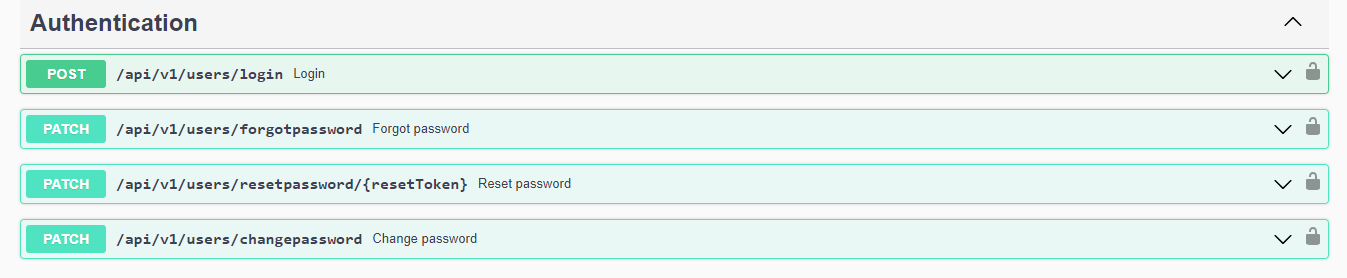 Authentication
POST /api/v1/users/login Login
PATCH /api/v1/users/forgotpassword Forgot password
PATCH /api/v1/users/resetpassword/{resetToken} Reset password
PATCH /api/v1/users/changepassword Change password